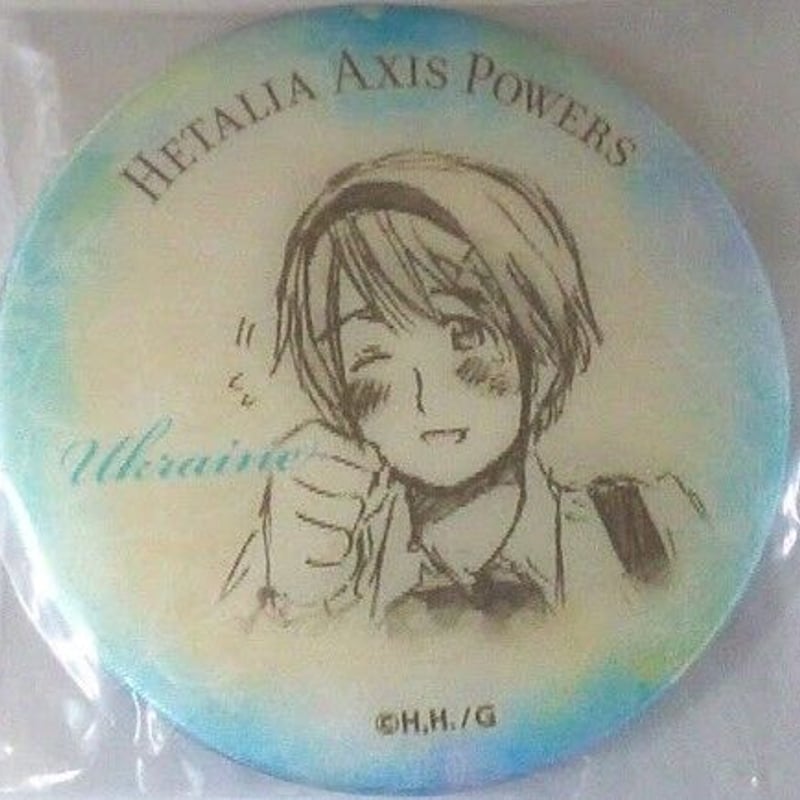 HETALIA AXIS POWERS
Ukraine
©H.H./G